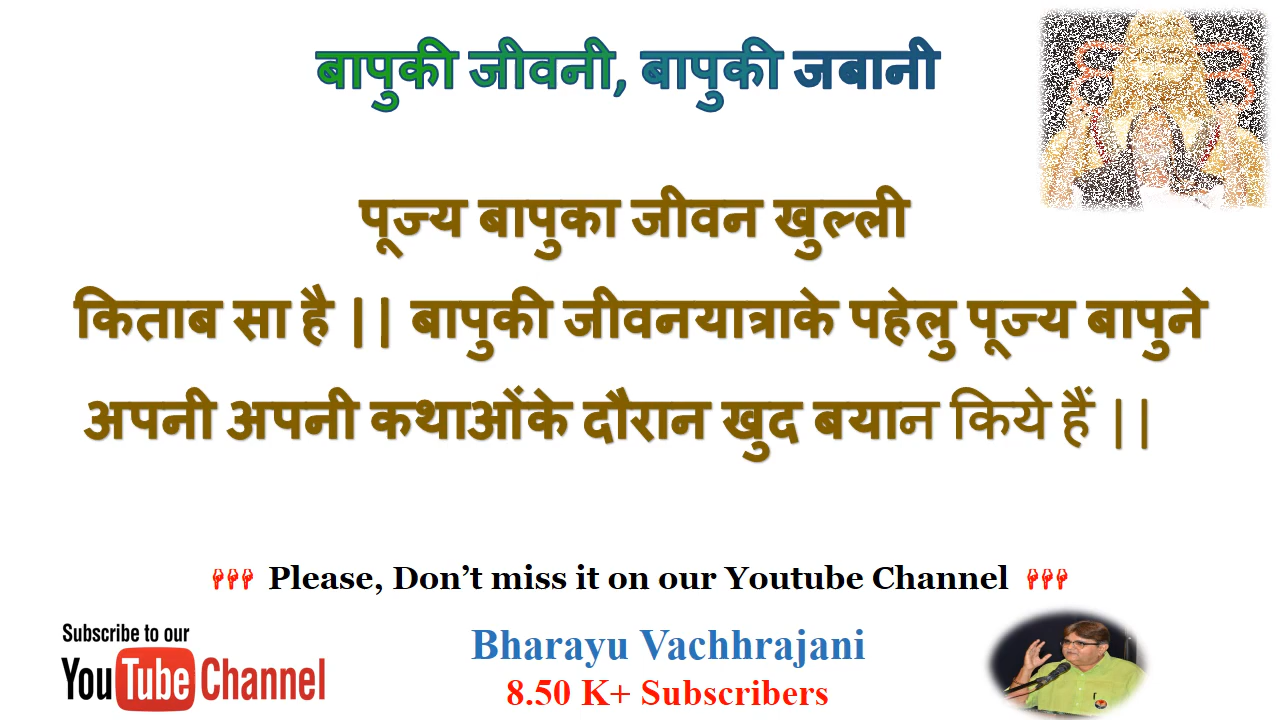 बापुकी जीवनी, बापुकी जबानी
पूज्य बापुका जीवन खुल्ली
किताब सा है || बापुकी जीवनयात्राके पहेलु पूज्य बापुने
अपनी अपनी कथाओंके दौरान खुद बयान किये हैं ||
Please, Don't miss it on our Youtube Channel
Subscribe to our
YouTube Channel
Bharayu Vachhrajani
8.50 K+ Subscribers